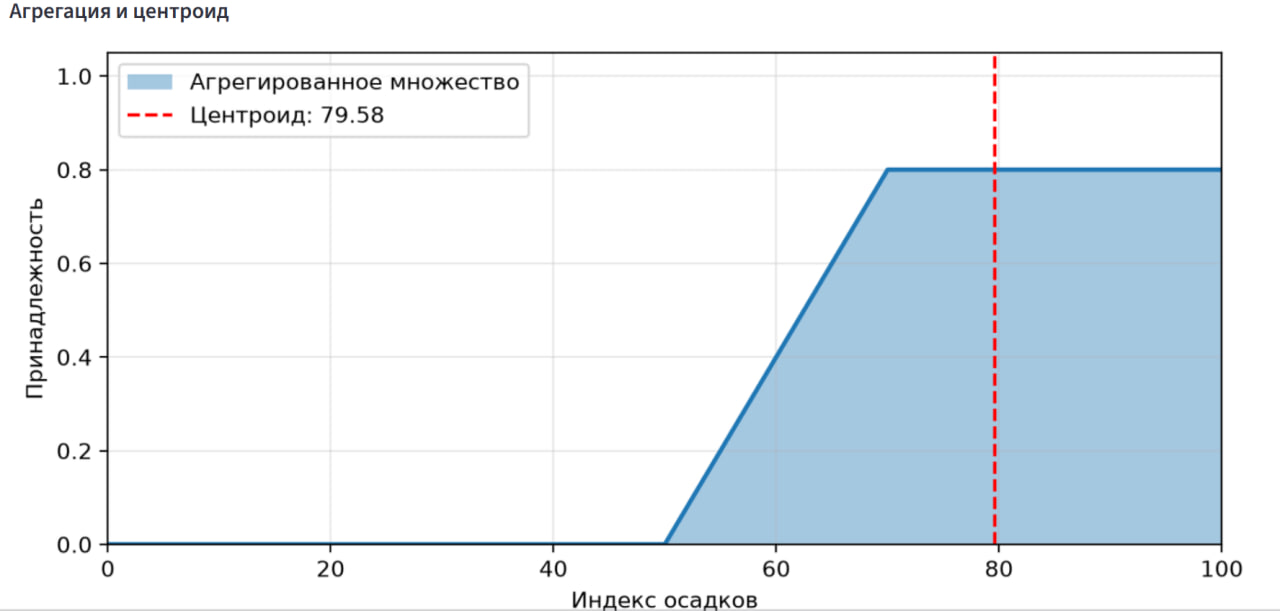 Агрегация и центроид
Агрегированное множество
Центроид: 79.58
Принадлежность
1.0
0.8
0.6
0.4
0.2
0.0
0 20 40 60 80 100
Индекс осадков